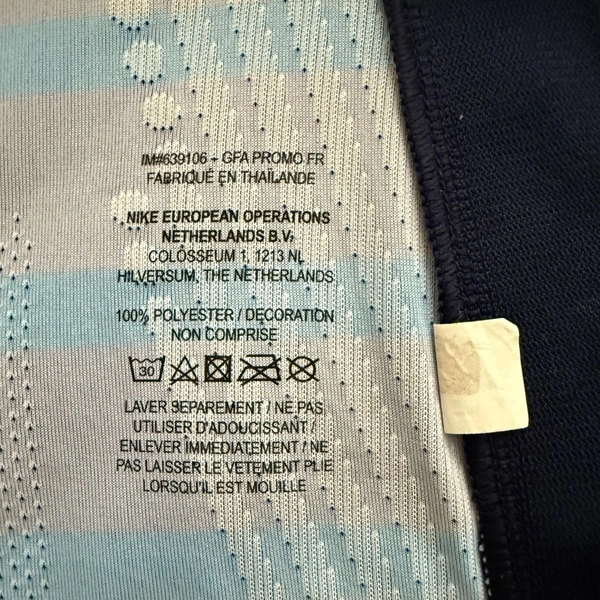 IM#639106 - GFA PROMO FR
FABRIQUÉ EN THAÏLANDE
NIKE EUROPEAN OPERATIONS
NETHERLANDS B.V.
COLOSSEUM 1, 1213 NL
HILVERSUM, THE NETHERLANDS
100% POLYESTER / DECORATION
NON COMPRISE
30
LAVER SEPAREMENT / NE PAS
UTILISER D'ADOUCISSANT /
ENLEVER IMMEDIATEMENT / NE
PAS LAISSER LE VETEMENT PLIE
LORSQU'IL EST MOUILLE